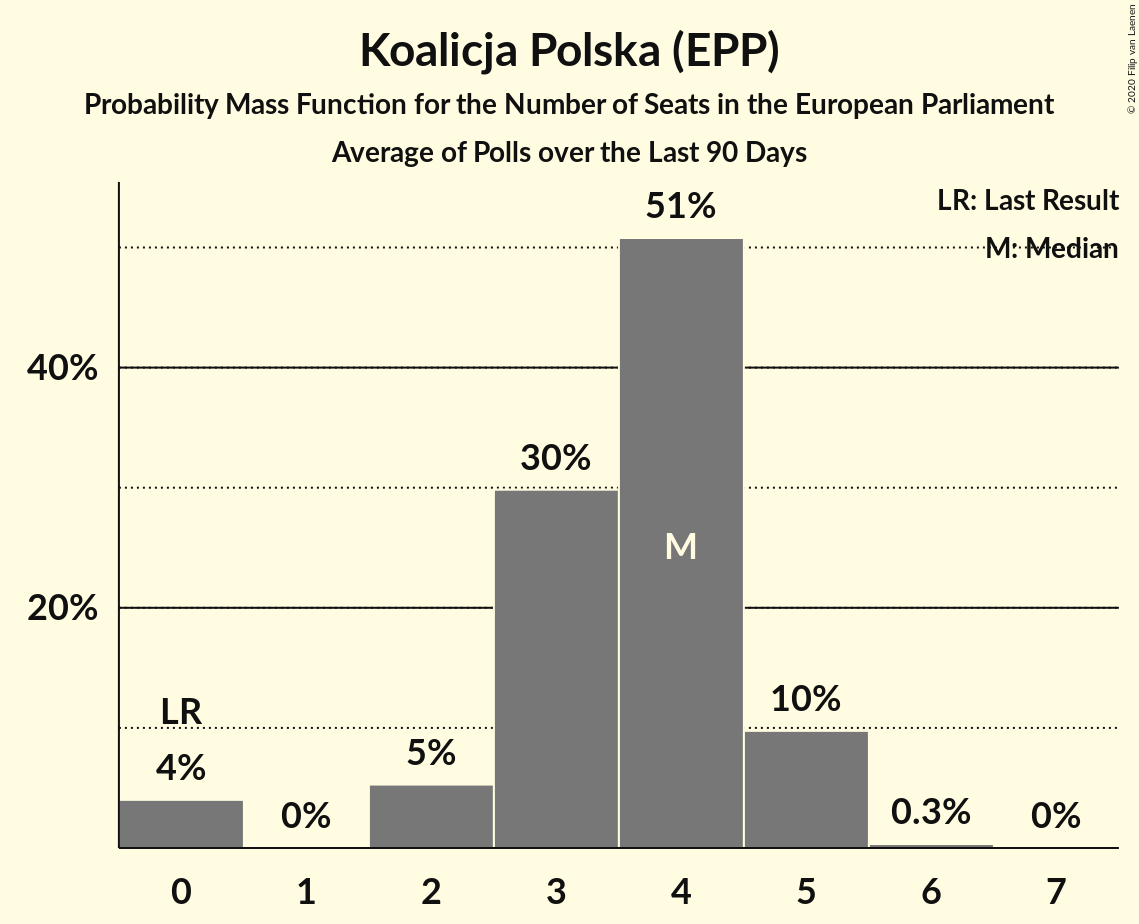 Koalicja Polska (EPP)
Probability Mass Function for the Number of Seats in the European Parliament
Average of Polls over the Last 90 Days
© 2020 Filip van Laenen
LR: Last Result
M: Median
51%
40%
30%
M
20%
LR
10%
5%
4%
0%
0.3%
0%
0 1 2 3 4 5 6 7